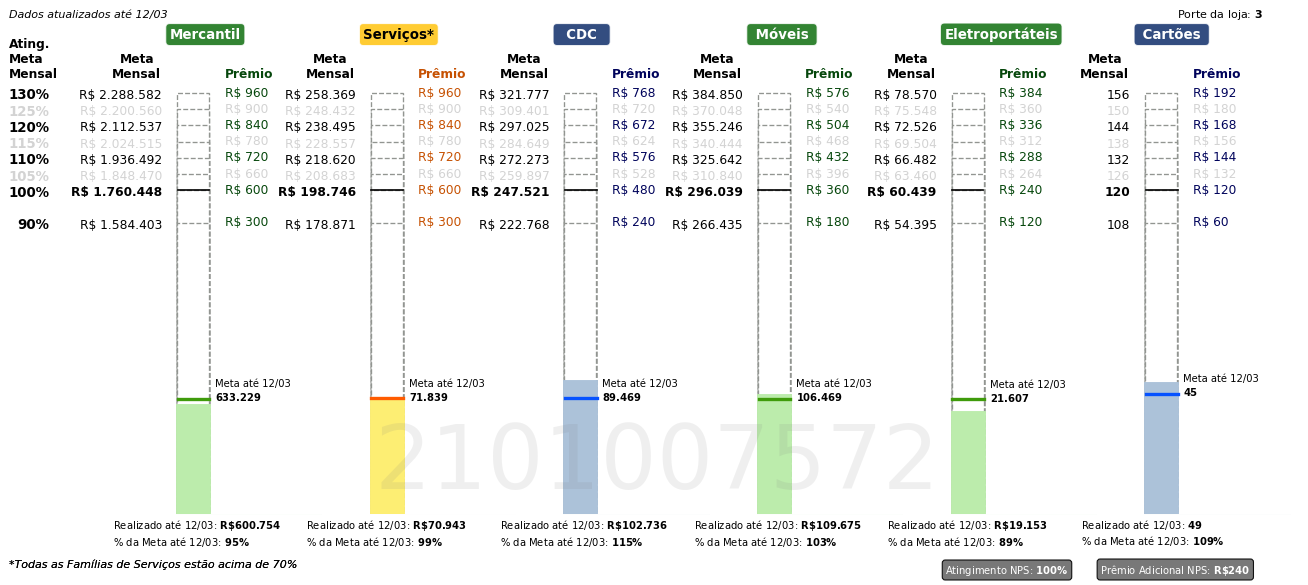 Dados atualizados até 12/03
Porte da loja: 3
Mercantil Serviços* CDC Móveis Eletroportáteis Cartões
Ating. Meta Mensal
Meta Mensal Prêmio Meta Mensal Prêmio Meta Mensal Prêmio Meta Mensal Prêmio Meta Mensal Prêmio Meta Mensal Prêmio
130% R$ 2.288.582 R$ 960 R$ 258.369 R$ 960 R$ 321.777 R$ 768 R$ 384.850 R$ 576 R$ 78.570 R$ 384 156 R$ 192
125% R$ 2.200.560 R$ 900 R$ 248.432 R$ 900 R$ 309.401 R$ 720 R$ 370.048 R$ 540 R$ 75.548 R$ 360 150 R$ 180
120% R$ 2.112.537 R$ 840 R$ 238.495 R$ 840 R$ 297.025 R$ 672 R$ 355.246 R$ 504 R$ 72.526 R$ 336 144 R$ 168
115% R$ 2.024.515 R$ 780 R$ 228.557 R$ 780 R$ 284.649 R$ 624 R$ 340.444 R$ 468 R$ 69.504 R$ 312 138 R$ 156
110% R$ 1.936.492 R$ 720 R$ 218.620 R$ 720 R$ 272.273 R$ 576 R$ 325.642 R$ 432 R$ 66.482 R$ 288 132 R$ 144
105% R$ 1.848.470 R$ 660 R$ 208.683 R$ 660 R$ 259.897 R$ 528 R$ 310.840 R$ 396 R$ 63.460 R$ 264 126 R$ 132
100% R$ 1.760.448 R$ 600 R$ 198.746 R$ 600 R$ 247.521 R$ 480 R$ 296.039 R$ 360 R$ 60.439 R$ 240 120 R$ 120
90% R$ 1.584.403 R$ 300 R$ 178.871 R$ 300 R$ 222.768 R$ 240 R$ 266.435 R$ 180 R$ 54.395 R$ 120 108 R$ 60
Meta até 12/03 Meta até 12/03 Meta até 12/03 Meta até 12/03 Meta até 12/03 Meta até 12/03
633.229 71.839 89.469 106.469 21.607 45
2101007572
Realizado até 12/03: R$600.754 Realizado até 12/03: R$70.943 Realizado até 12/03: R$102.736 Realizado até 12/03: R$109.675 Realizado até 12/03: R$19.153 Realizado até 12/03: 49
% da Meta até 12/03: 95% % da Meta até 12/03: 99% % da Meta até 12/03: 115% % da Meta até 12/03: 103% % da Meta até 12/03: 89% % da Meta até 12/03: 109%
*Todas as Famílias de Serviços estão acima de 70%
Atingimento NPS: 100% Prêmio Adicional NPS: R$240